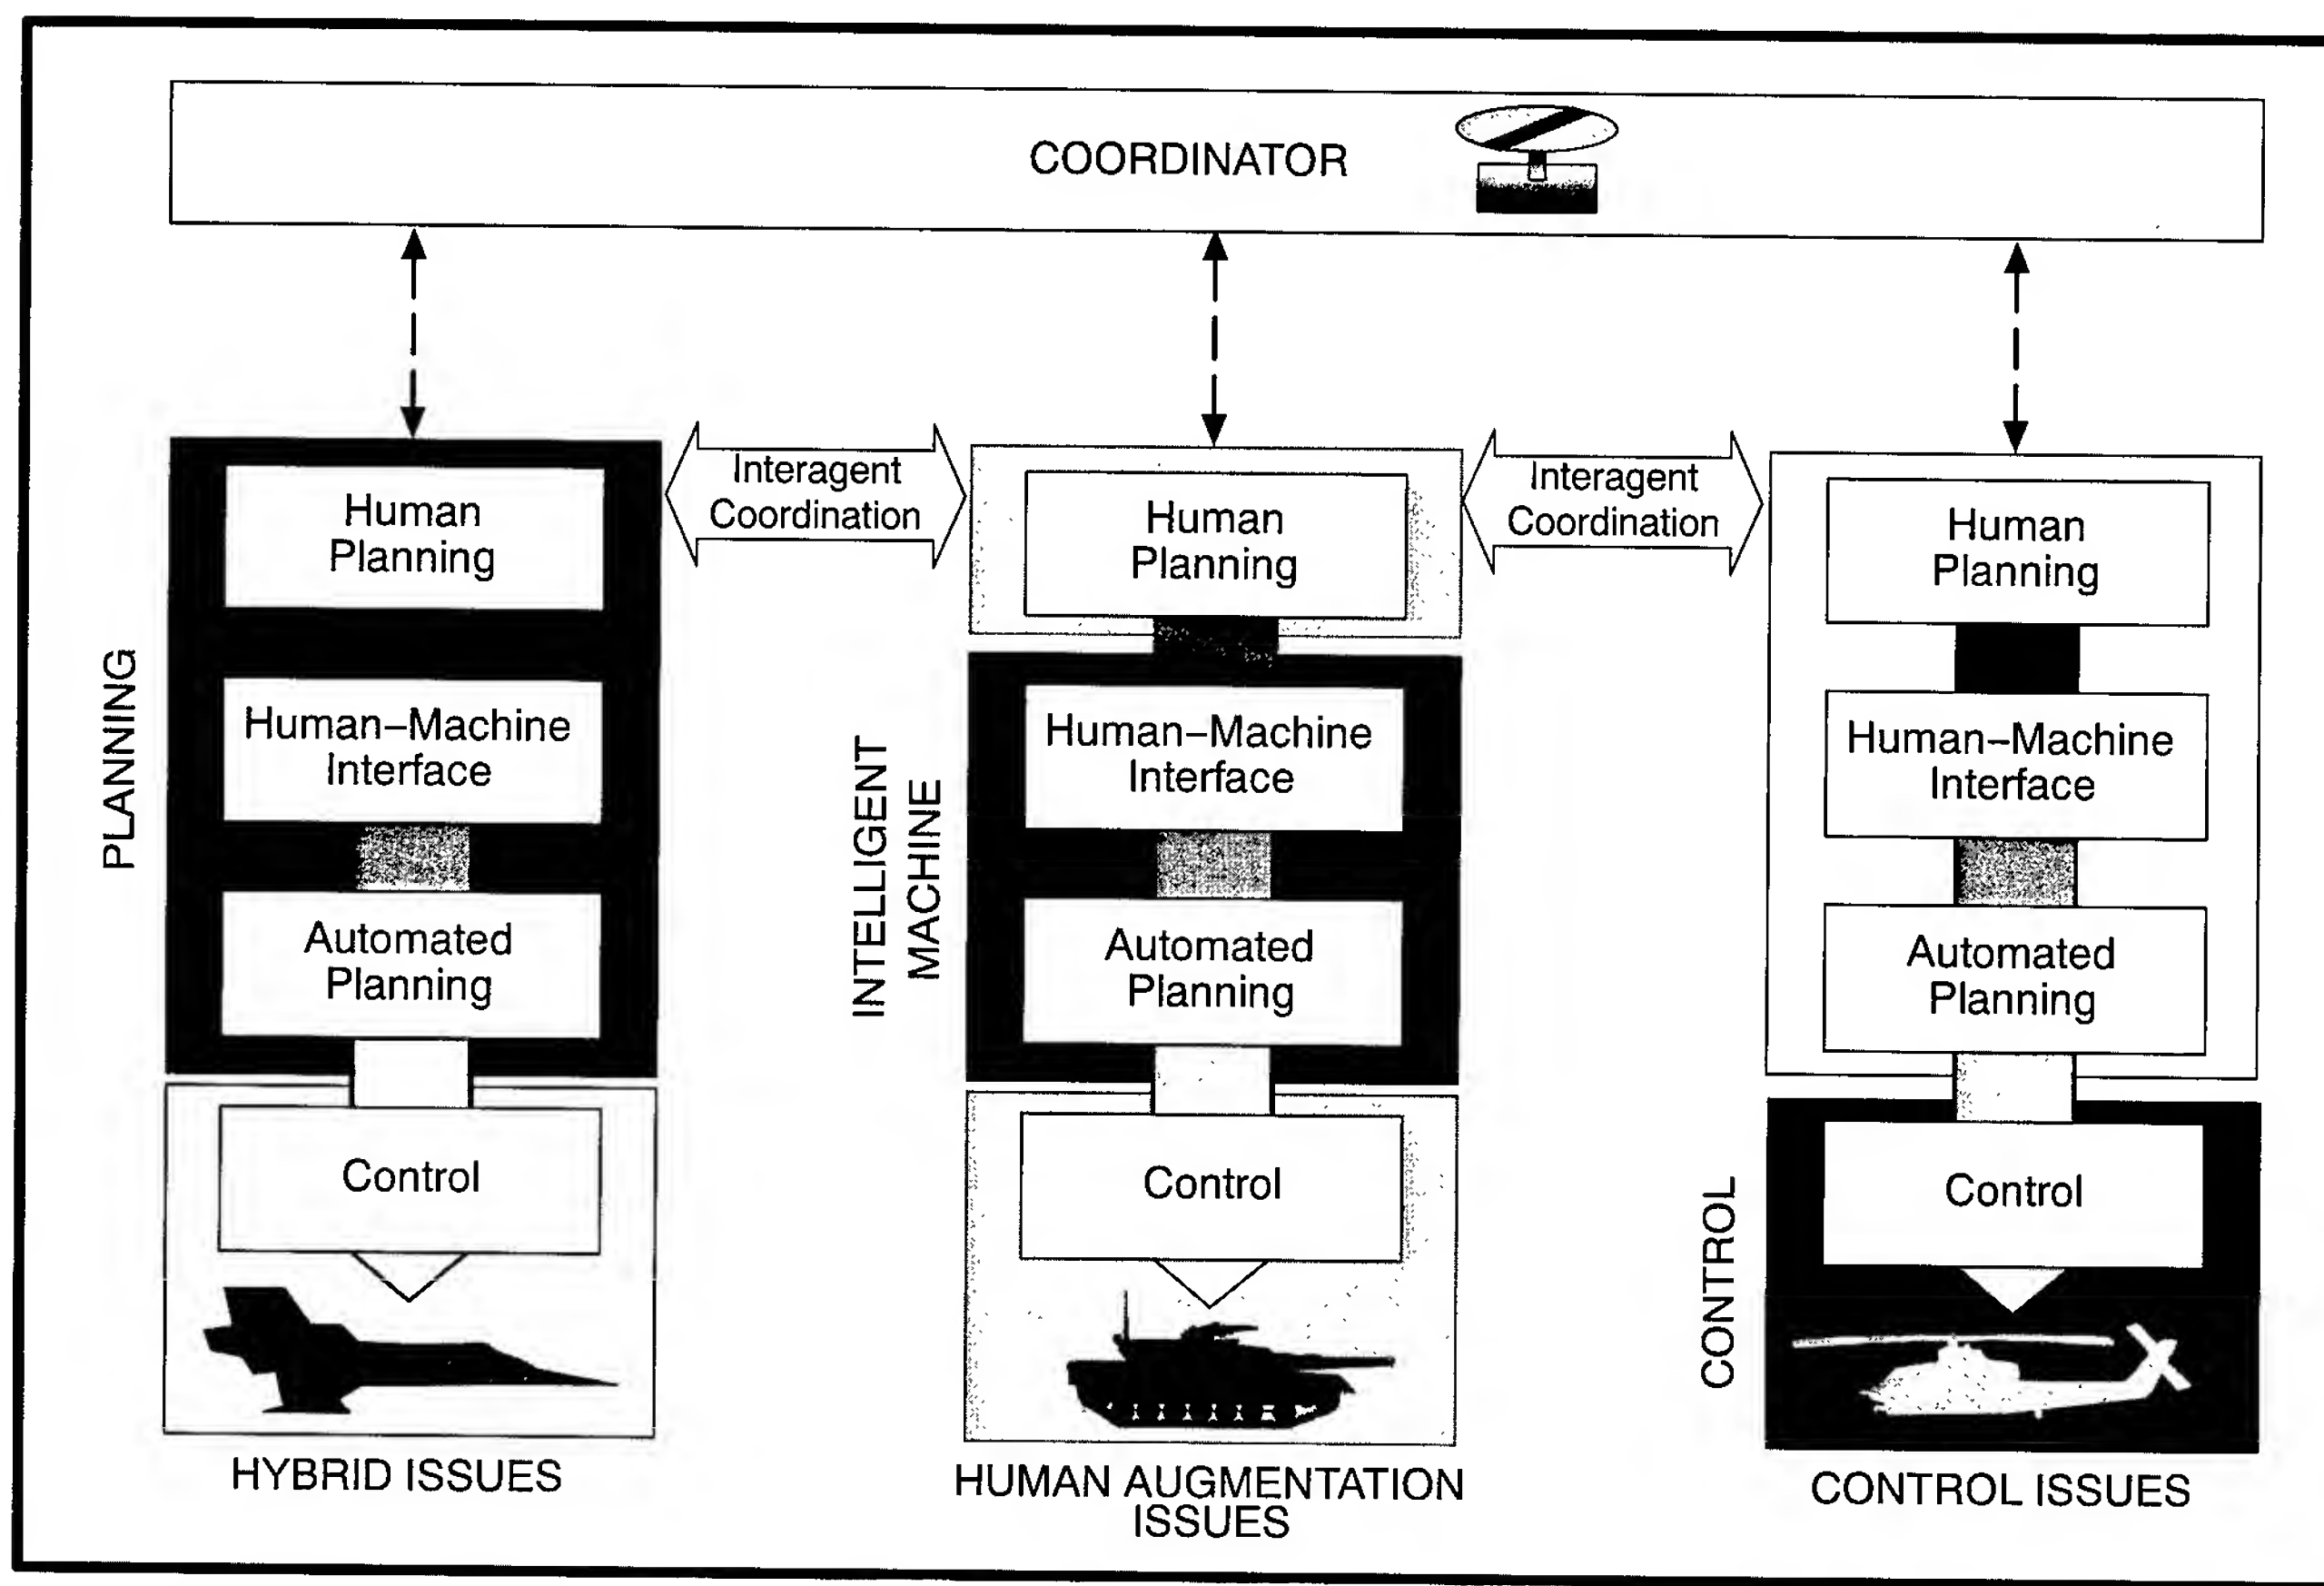 COORDINATOR
Interagent
Coordination
Interagent
Coordination
PLANNING
Human
Planning
Human–Machine
Interface
Automated
Planning
Control
HYBRID ISSUES
INTELLIGENT
MACHINE
Human
Planning
Human–Machine
Interface
Automated
Planning
Control
HUMAN AUGMENTATION
ISSUES
CONTROL
Human
Planning
Human–Machine
Interface
Automated
Planning
Control
CONTROL ISSUES